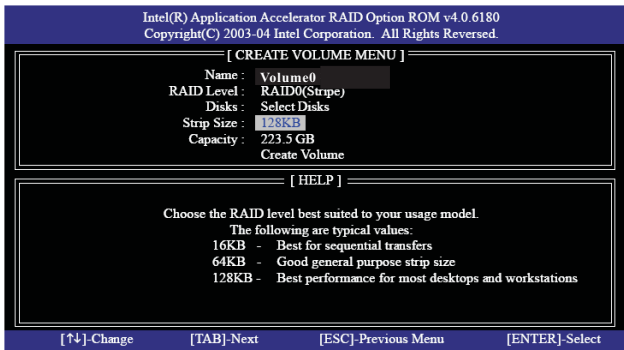 Intel(R) Application Accelerator RAID Option ROM v4.0.6180
Copyright(C) 2003-04 Intel Corporation. All Rights Reversed.
[ CREATE VOLUME MENU ]
Name : Volume0
RAID Level : RAID0(Stripe)
Disks : Select Disks
Strip Size : 128KB
Capacity : 223.5 GB
Create Volume
[ HELP ]
Choose the RAID level best suited to your usage model.
The following are typical values:
16KB - Best for sequential transfers
64KB - Good general purpose strip size
128KB - Best performance for most desktops and workstations
[↑↓]-Change [TAB]-Next [ESC]-Previous Menu [ENTER]-Select